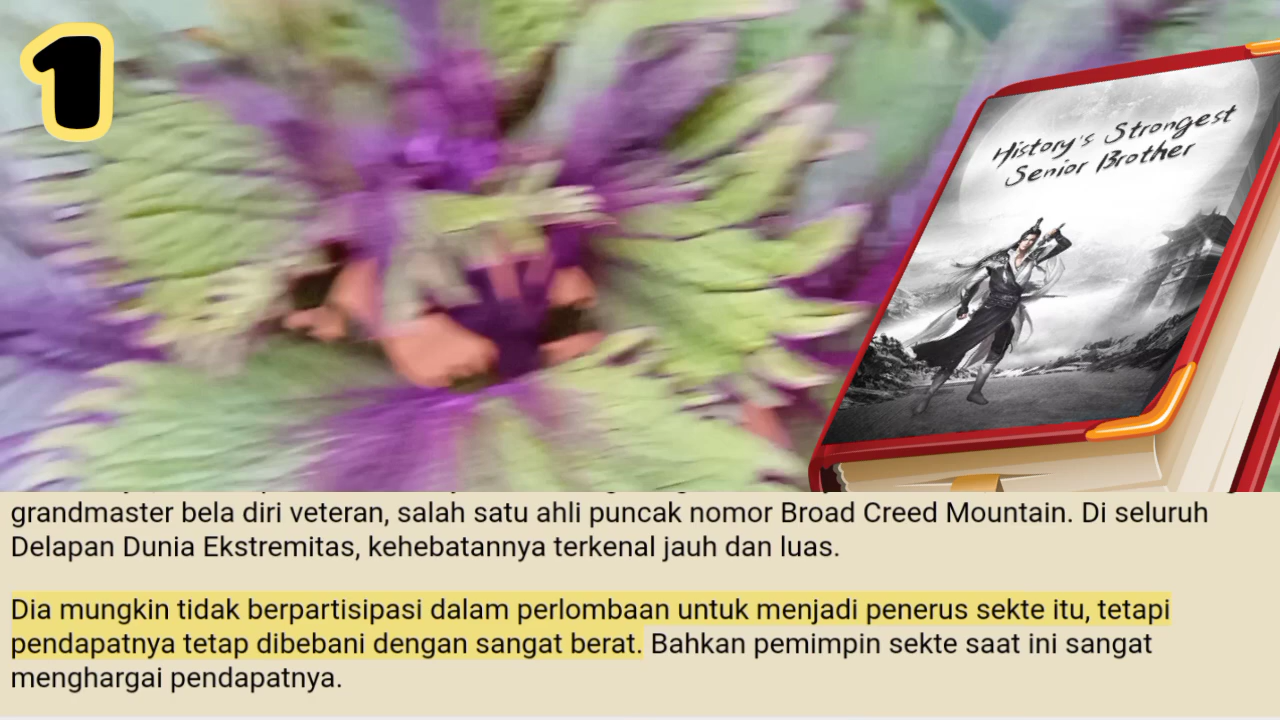 1
History's Strongest
Senior Brother
grandmaster bela diri veteran, salah satu ahli puncak nomor Broad Creed Mountain. Di seluruh
Delapan Dunia Ekstremitas, kehebatannya terkenal jauh dan luas.
Dia mungkin tidak berpartisipasi dalam perlombaan untuk menjadi penerus sekte itu, tetapi
pendapatnya tetap dibebani dengan sangat berat. Bahkan pemimpin sekte saat ini sangat
menghargai pendapatnya.